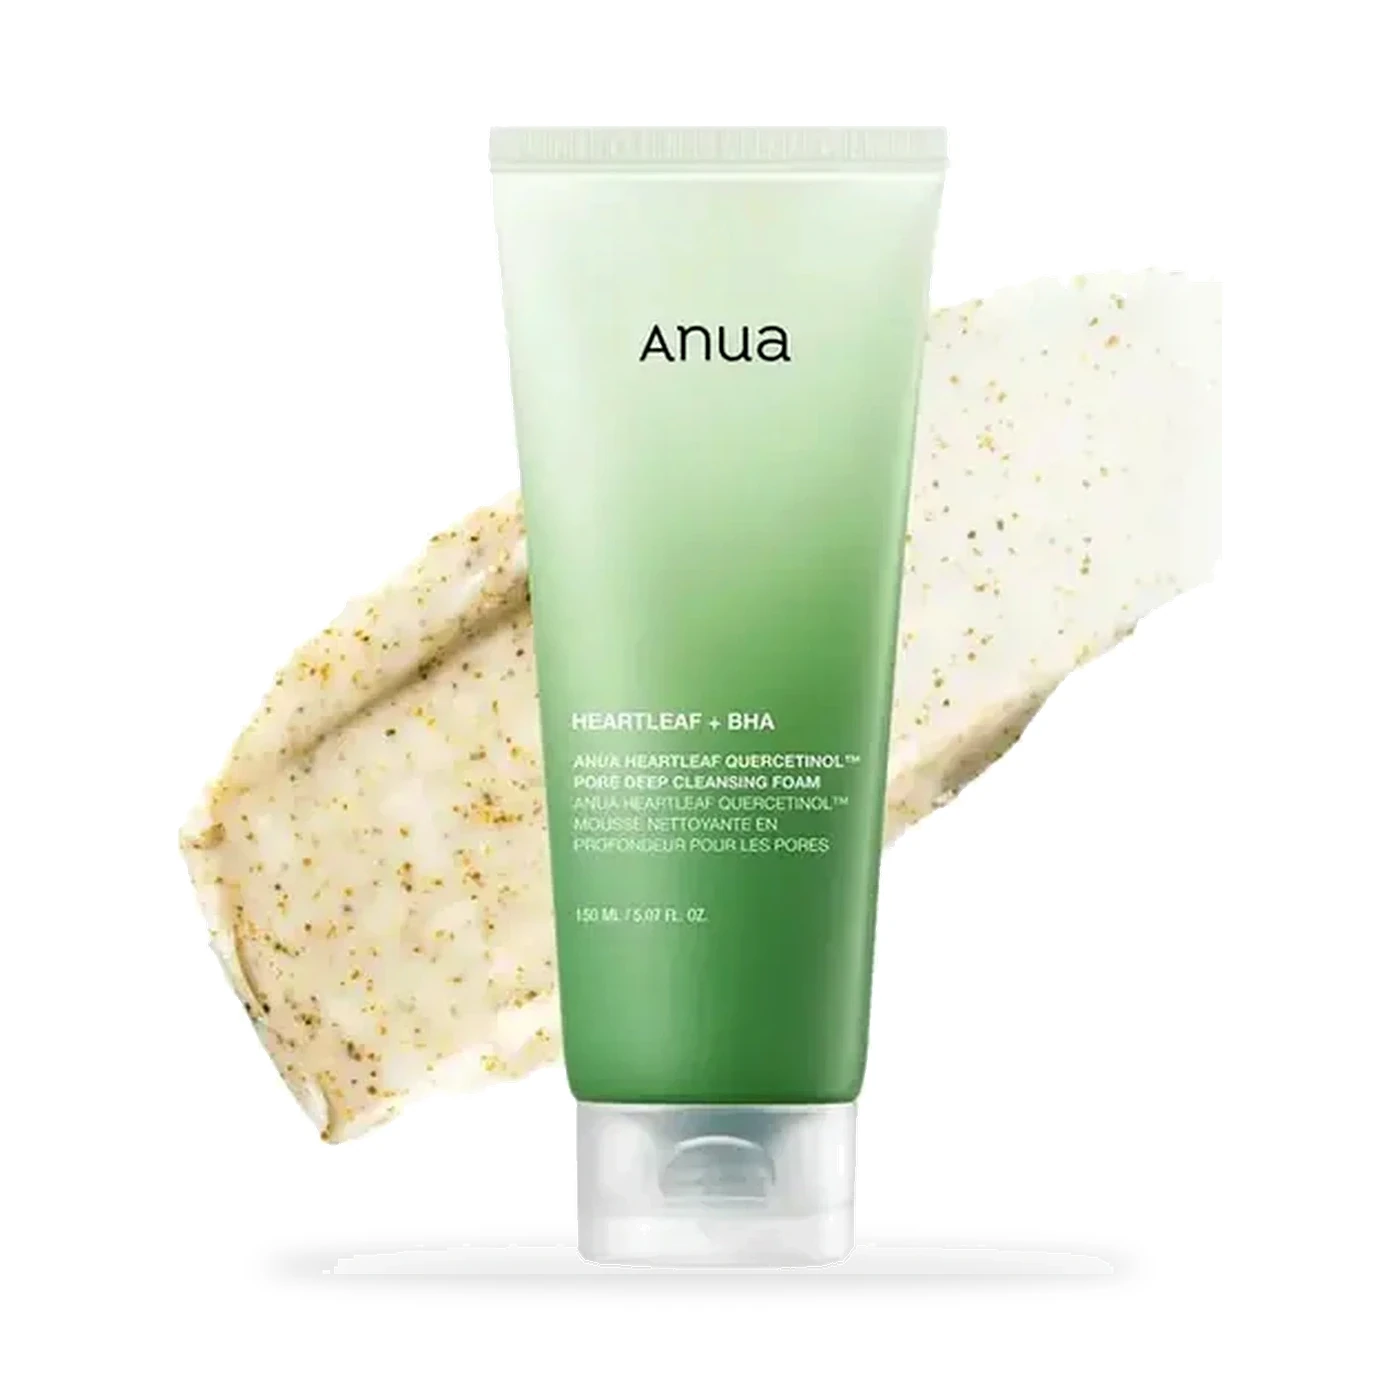 Anua
HEARTLEAF + BHA
ANUA HEARTLEAF QUERCETINOL™
PORE DEEP CLEANSING FOAM
ANUA HEARTLEAF QUERCETINOL™
MOUSSE NETTOYANTE EN
PROFONDEUR POUR LES PORES
150 ML / 5.07 FL. OZ.